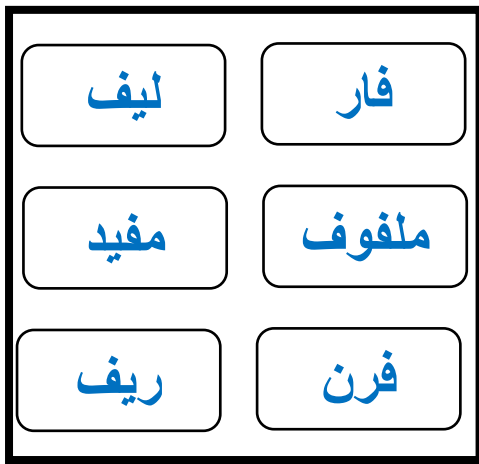 فار
ليف
ملفوف
مفيد
فرن
ريف